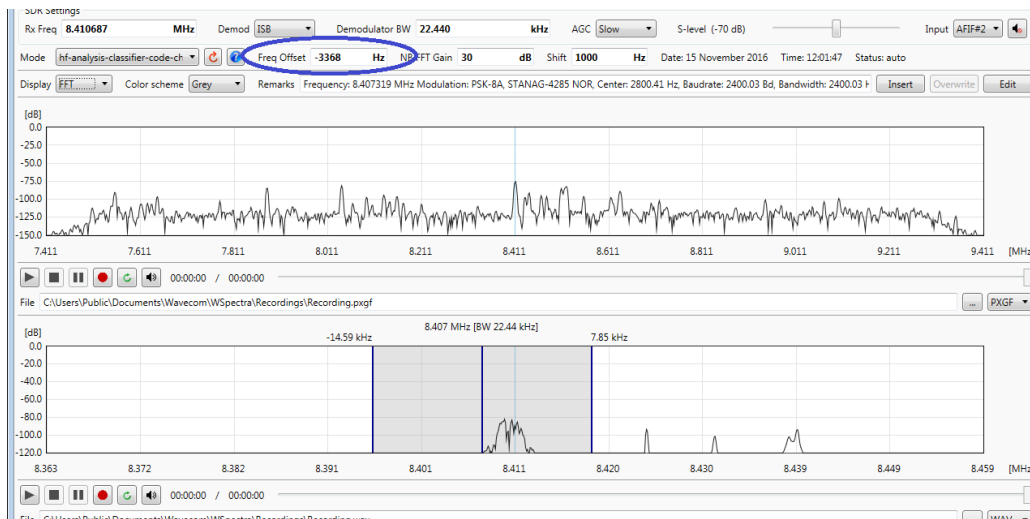 SDR Settings
Rx Freq 8.410687 MHz Demod ISB Demodulator BW 22.440 kHz AGC Slow S-level (-70 dB) Input AFIF#2
Mode hf-analysis-classifier-code-ch Freq Offset -3368 Hz NB FFT Gain 30 dB Shift 1000 Hz Date: 15 November 2016 Time: 12:01:47 Status: auto
Display FFT........ Color scheme Grey Remarks Frequency: 8.407319 MHz Modulation: PSK-8A, STANAG-4285 NOR, Center: 2800.41 Hz, Baudrate: 2400.03 Bd, Bandwidth: 2400.03 H Insert Overwrite Edit
[dB]
0.0
-25.0
-50.0
-75.0
-100.0
-125.0
-150.0
7.411 7.611 7.811 8.011 8.211 8.411 8.611 8.811 9.011 9.211 9.411 [MHz
00:00:00 / 00:00:00
File C:\Users\Public\Documents\Wavecom\WSpectra\Recordings\Recording.pxgf ... PXGF
8.407 MHz [BW 22.44 kHz]
[dB] -14.59 kHz 7.85 kHz
0.0
-20.0
-40.0
-60.0
-80.0
-100.0
-120.0
8.363 8.372 8.382 8.391 8.401 8.411 8.420 8.430 8.439 8.449 8.459 [MHz
00:00:00 / 00:00:00
File C:\Users\Public\Documents\Wavecom\WSpectra\Recordings\Recording.wav WAV